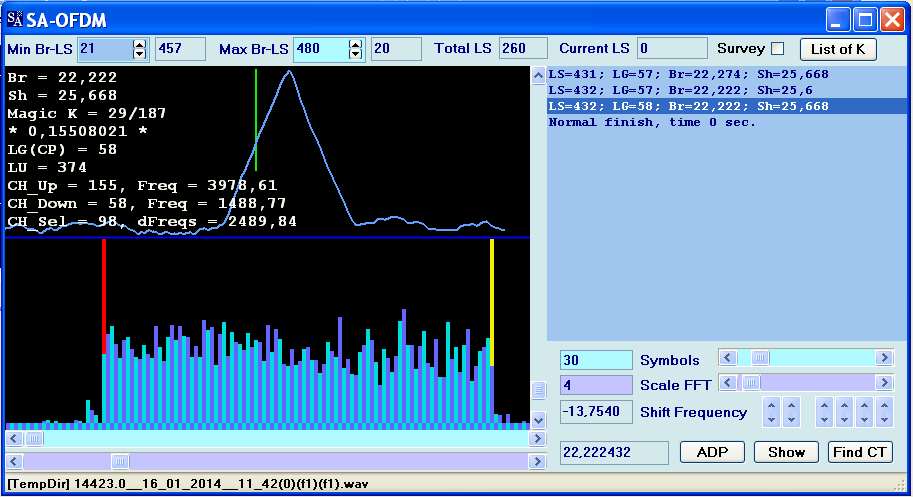 SA-OFDM
Min Br-LS 21 457 Max Br-LS 480 20 Total LS 260 Current LS 0 Survey List of K
Br = 22,222
Sh = 25,668
Magic K = 29/187
* 0,15508021 *
LG(CP) = 58
LU = 374
CH_Up = 155, Freq = 3978,61
CH_Down = 58, Freq = 1488,77
CH_Sel = 98, dFreqs = 2489,84
LS=431; LG=57; Br=22,274; Sh=25,668
LS=432; LG=57; Br=22,222; Sh=25,6
LS=432; LG=58; Br=22,222; Sh=25,668
Normal finish, time 0 sec.
30 Symbols
4 Scale FFT
-13,7540 Shift Frequency
22,222432 ADP Show Find CT
[TempDir] 14423.0__16_01_2014__11_42(0)(f1)(f1).wav